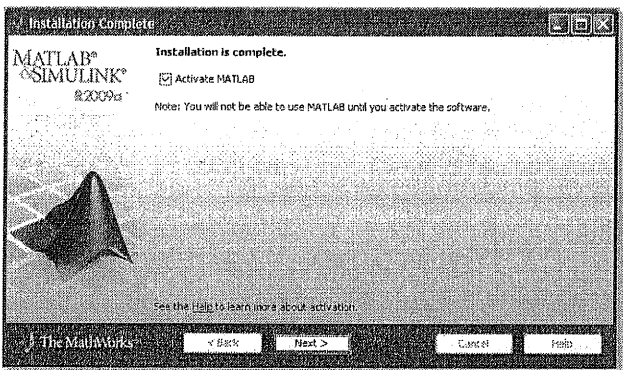 Installation Complete
MATLAB®
&SIMULINK®
R2009a
Installation is complete.
Activate MATLAB
Note: You will not be able to use MATLAB until you activate the software.
See the Help to learn more about activation.
The MathWorks
< Back
Next >
Cancel
Help